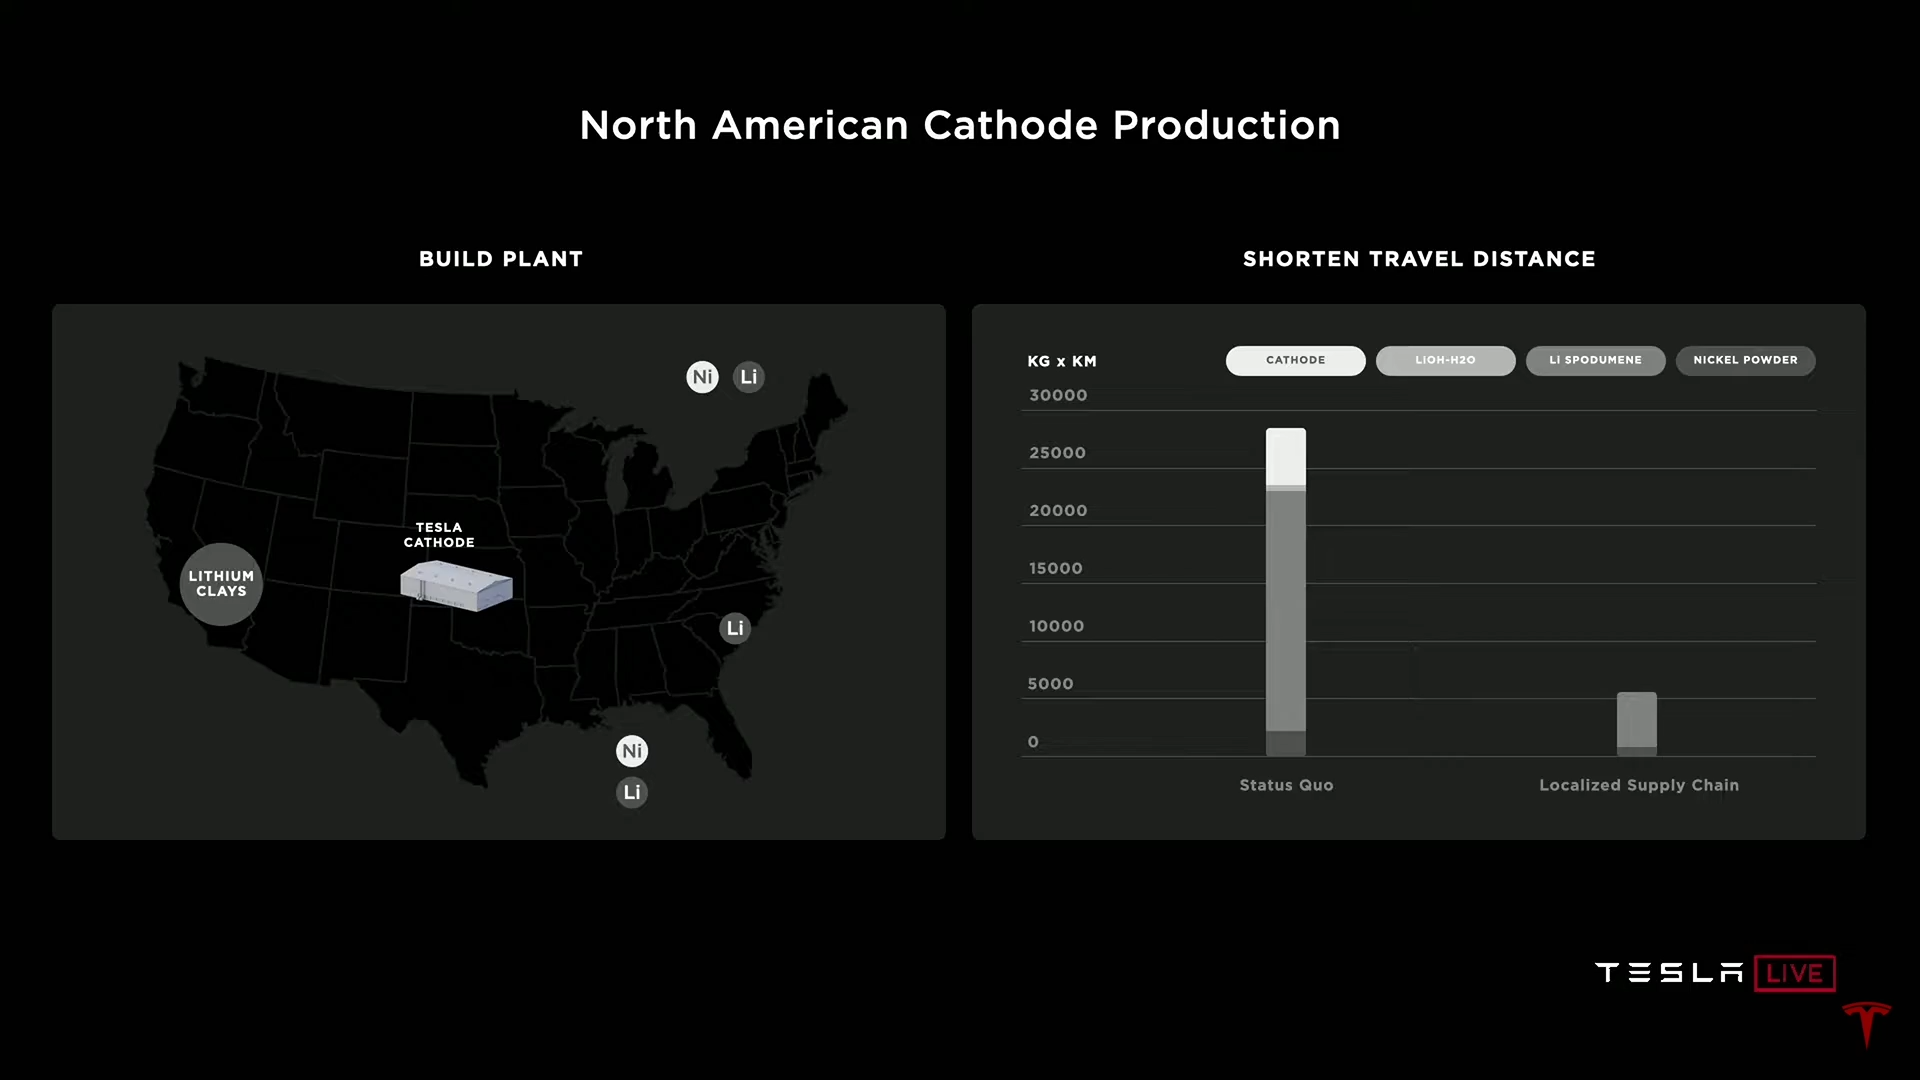 North American Cathode Production
BUILD PLANT
Ni
Li
TESLA
CATHODE
LITHIUM
CLAYS
Li
Ni
Li
SHORTEN TRAVEL DISTANCE
KG x KM
CATHODE
LIOH-H2O
LI SPODUMENE
NICKEL POWDER
30000
25000
20000
15000
10000
5000
0
Status Quo
Localized Supply Chain
TESLA LIVE